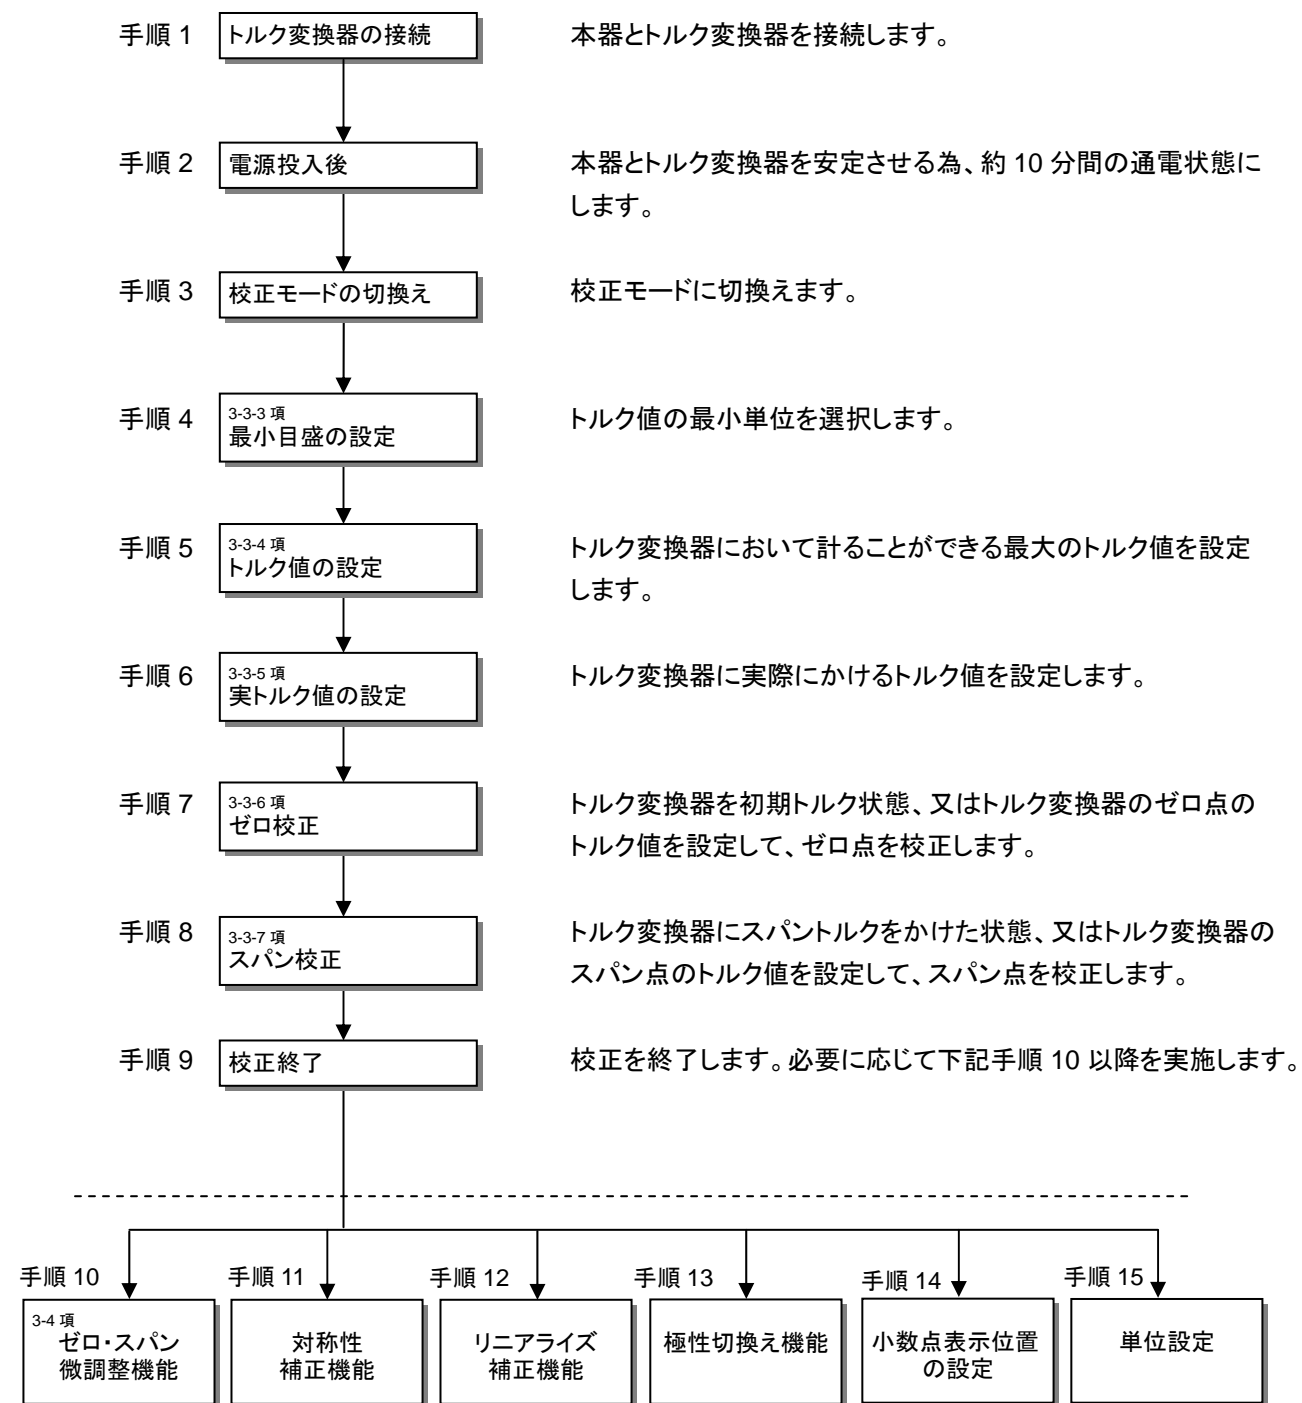 手順 1
トルク変換器の接続
本器とトルク変換器を接続します。
手順 2
電源投入後
本器とトルク変換器を安定させる為、約 10 分間の通電状態に
します。
手順 3
校正モードの切換え
校正モードに切換えます。
手順 4
3-3-3 項
最小目盛の設定
トルク値の最小単位を選択します。
手順 5
3-3-4 項
トルク値の設定
トルク変換器において計ることができる最大のトルク値を設定
します。
手順 6
3-3-5 項
実トルク値の設定
トルク変換器に実際にかけるトルク値を設定します。
手順 7
3-3-6 項
ゼロ校正
トルク変換器を初期トルク状態、又はトルク変換器のゼロ点の
トルク値を設定して、ゼロ点を校正します。
手順 8
3-3-7 項
スパン校正
トルク変換器にスパントルクをかけた状態、又はトルク変換器の
スパン点のトルク値を設定して、スパン点を校正します。
手順 9
校正終了
校正を終了します。必要に応じて下記手順 10 以降を実施します。
手順 10
3-4 項
ゼロ・スパン
微調整機能
手順 11
対称性
補正機能
手順 12
リニアライズ
補正機能
手順 13
極性切換え機能
手順 14
小数点表示位置
の設定
手順 15
単位設定